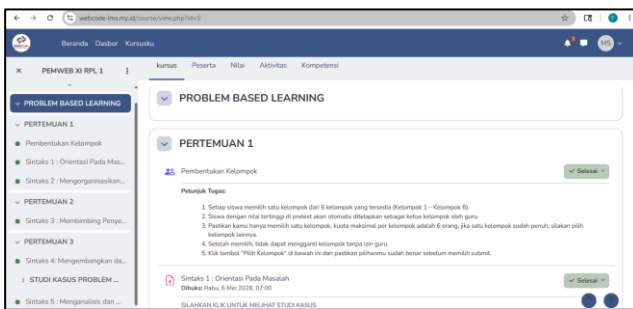 webcode-lms.my.id/course/view.php?id=5
Beranda Dasbor Kursusku
MS
PEMWEB XI RPL 1
PROBLEM BASED LEARNING
PERTEMUAN 1
Pembentukan Kelompok
Sintaks 1 : Orientasi Pada Mas...
Sintaks 2 : Mengorganisasikan...
PERTEMUAN 2
Sintaks 3 : Membimbing Penye...
PERTEMUAN 3
Sintaks 4: Mengembangkan da...
STUDI KASUS PROBLEM ...
Sintaks 5 : Menganalisis dan ...
kursus Peserta Nilai Aktivitas Kompetensi
PROBLEM BASED LEARNING
PERTEMUAN 1
Pembentukan Kelompok
Selesai
Petunjuk Tugas:
1. Setiap siswa memilih satu kelompok dari 6 kelompok yang tersedia (Kelompok 1 – Kelompok 6).
2. Siswa dengan nilai tertinggi di pretest akan otomatis ditetapkan sebagai ketua kelompok oleh guru.
3. Pastikan kamu hanya memilih satu kelompok, kuota maksimal per kelompok adalah 6 orang, jika satu kelompok sudah penuh, silakan pilih
kelompok lainnya.
4. Setelah memilih, tidak dapat mengganti kelompok tanpa izin guru.
5. Klik tombol "Pilih Kelompok" di bawah ini dan pastikan pilihanmu sudah benar sebelum memilih submit.
Sintaks 1 : Orientasi Pada Masalah
Selesai
Dibuka: Rabu, 6 Mei 2026, 07:00
SILAHKAN KLIK UNTUK MELIHAT STUDI KASUS